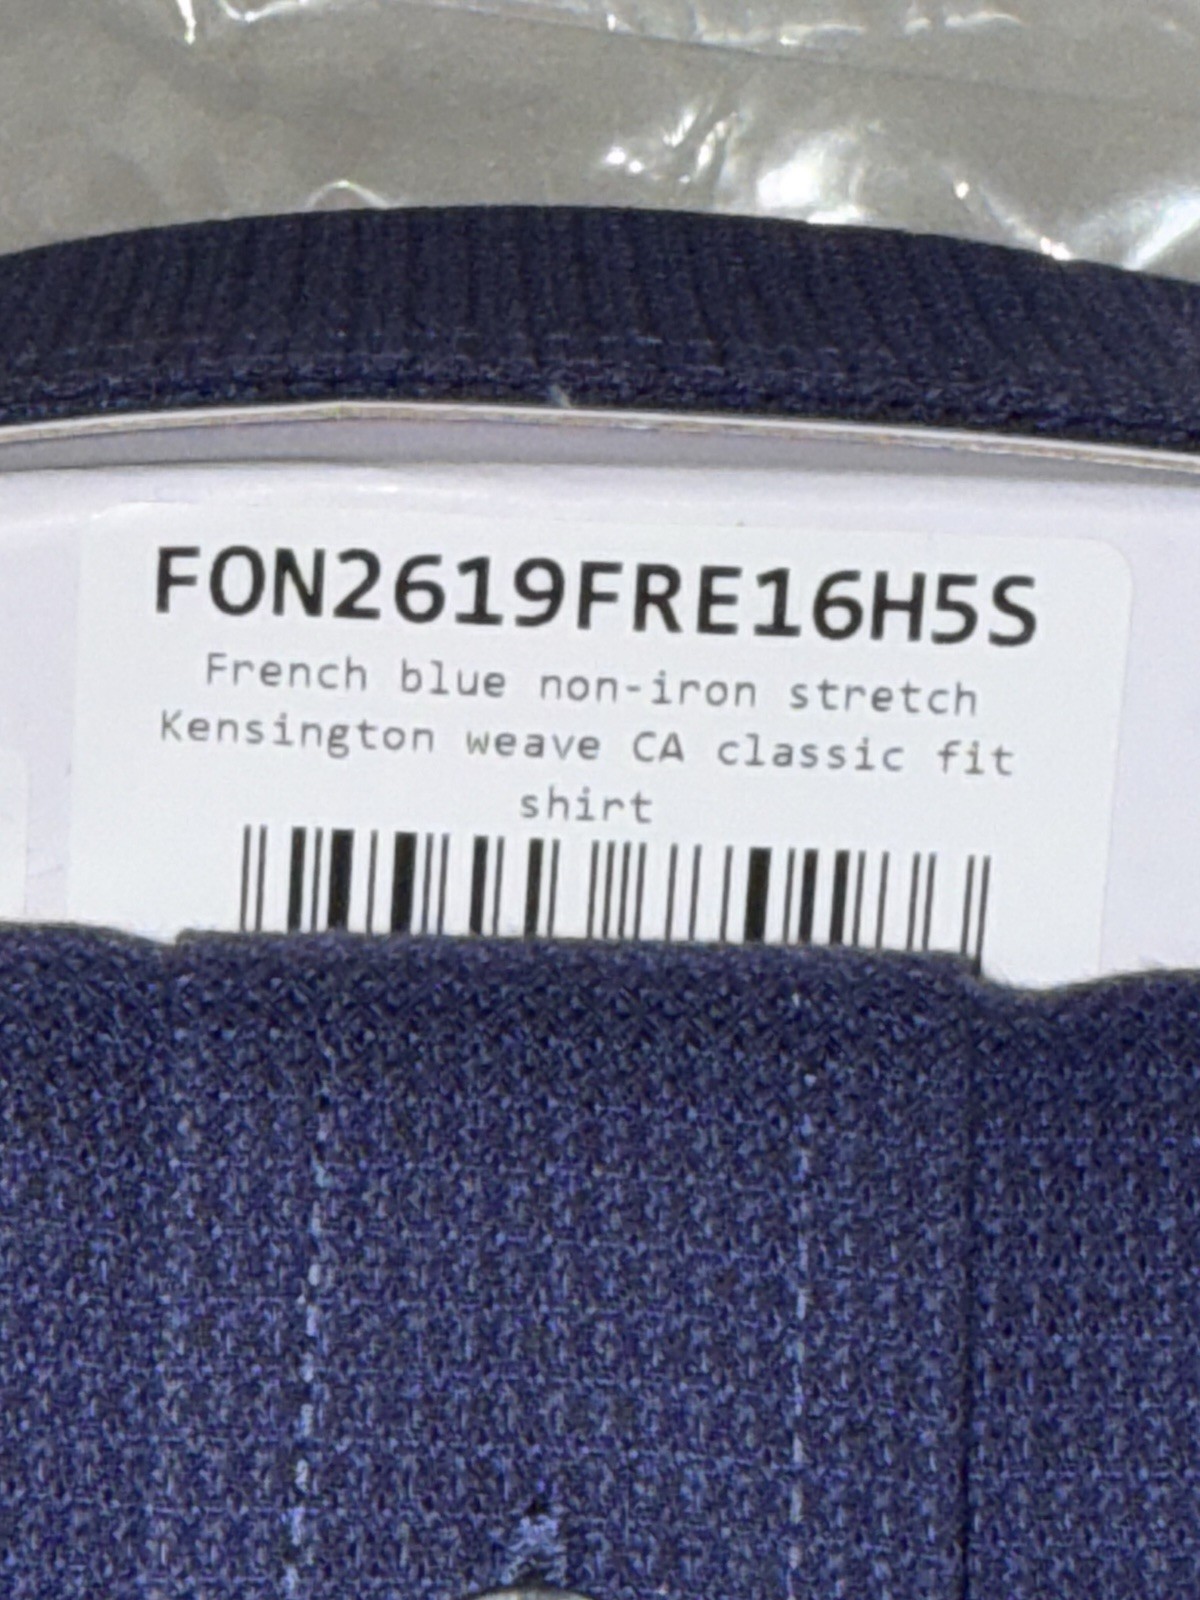 FON2619FRE16H5S
French blue non-iron stretch
Kensington weave CA classic fit
shirt